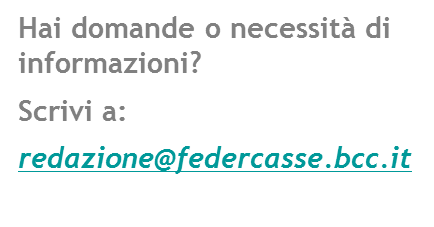 Hai domande o necessità di
informazioni?
Scrivi a:
redazione@federcasse.bcc.it